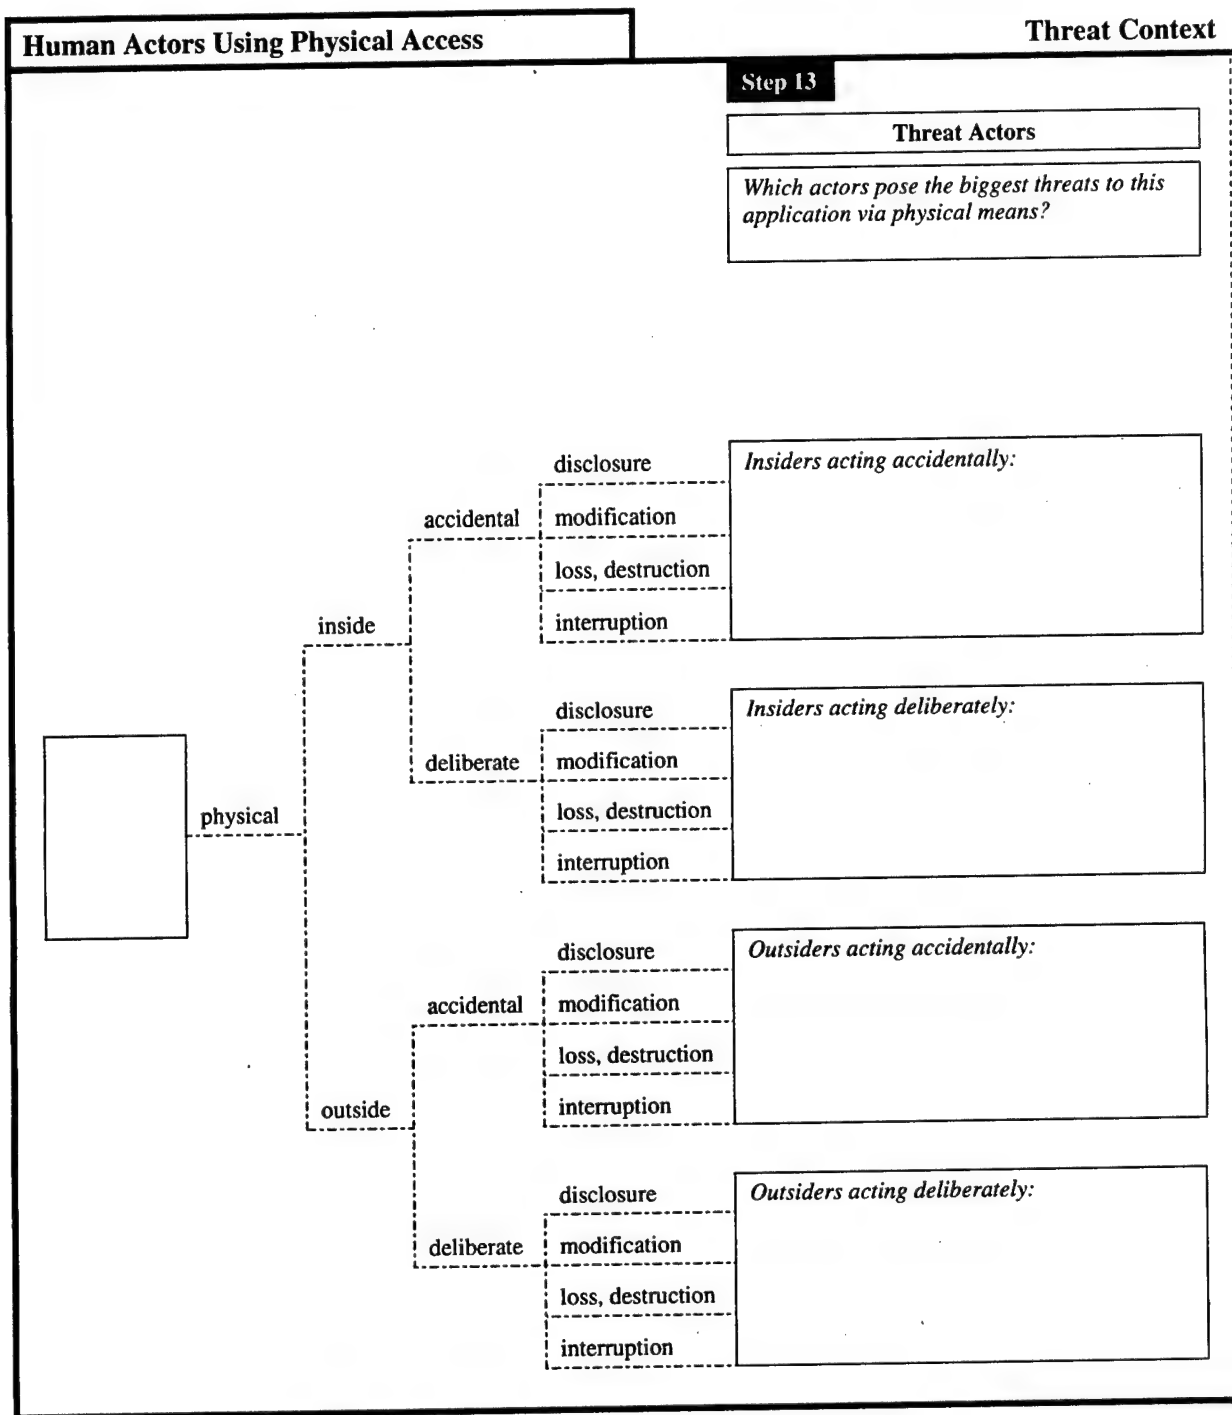 Human Actors Using Physical Access
Threat Context
Step 13
Threat Actors
Which actors pose the biggest threats to this
application via physical means?
disclosure
Insiders acting accidentally:
accidental
modification
loss, destruction
inside
interruption
disclosure
Insiders acting deliberately:
deliberate
modification
physical
loss, destruction
interruption
disclosure
Outsiders acting accidentally:
accidental
modification
loss, destruction
outside
interruption
disclosure
Outsiders acting deliberately:
deliberate
modification
loss, destruction
interruption